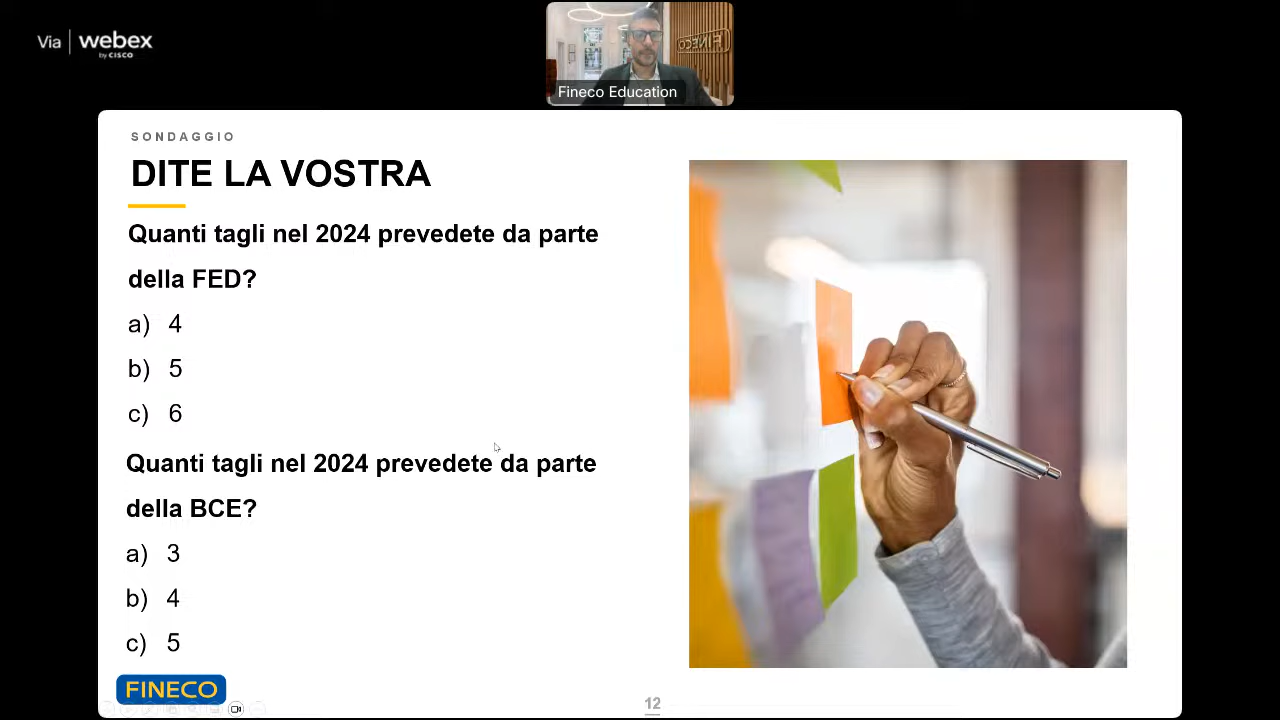 Via | webex
by CISCO
FINECO
Fineco Education
SONDAGGIO
DITE LA VOSTRA
Quanti tagli nel 2024 prevedete da parte
della FED?
a) 4
b) 5
c) 6
Quanti tagli nel 2024 prevedete da parte
della BCE?
a) 3
b) 4
c) 5
FINECO
12